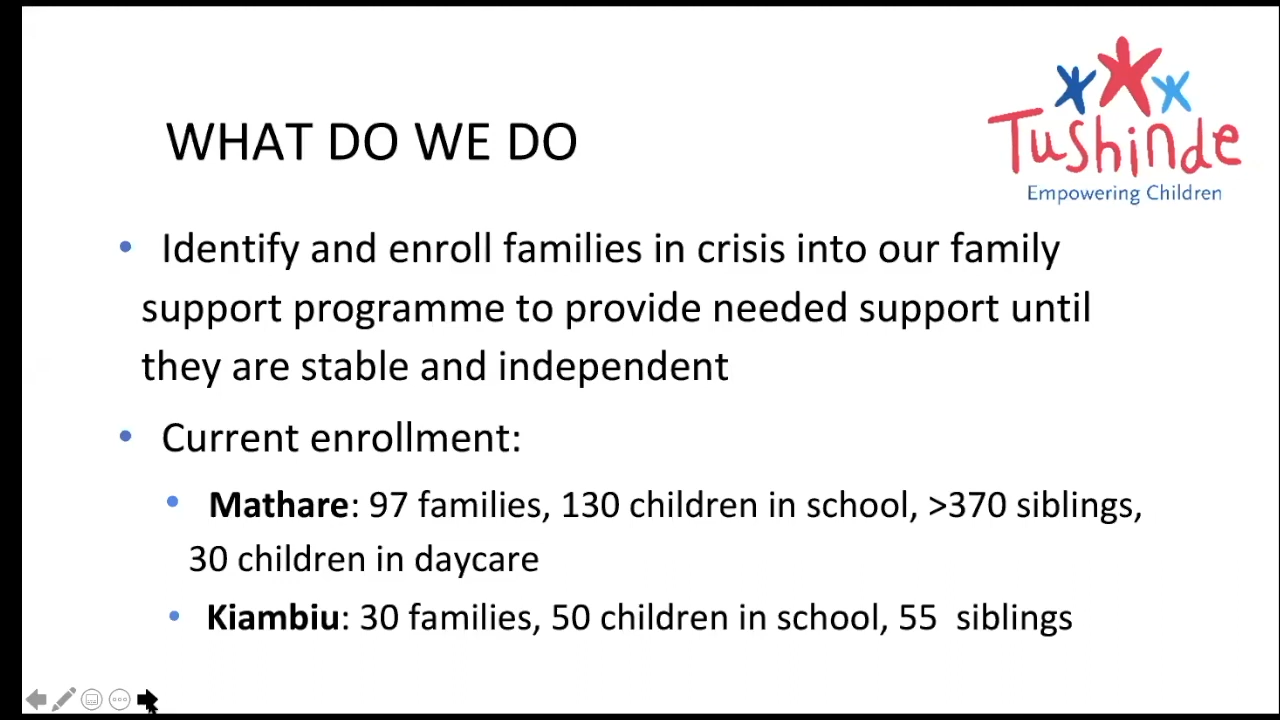 Tushinde
Empowering Children
WHAT DO WE DO
• Identify and enroll families in crisis into our family
support programme to provide needed support until
they are stable and independent
• Current enrollment:
• Mathare: 97 families, 130 children in school, >370 siblings,
30 children in daycare
• Kiambiu: 30 families, 50 children in school, 55  siblings